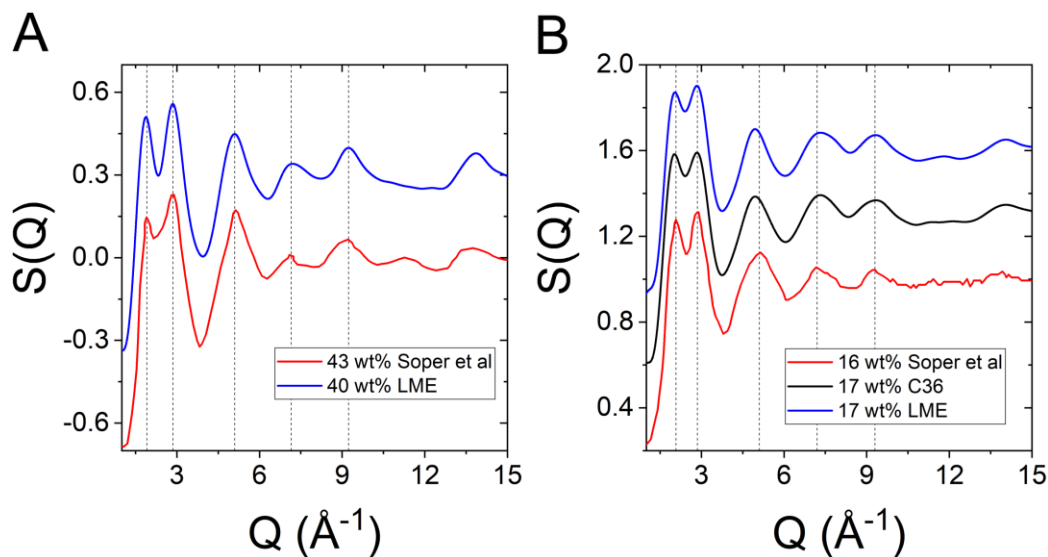 A
S(Q)
0.6
0.3
0.0
-0.3
-0.6
43 wt% Soper et al
40 wt% LME
3
6
9
12
15
Q (Å⁻¹)
B
S(Q)
2.0
1.6
1.2
0.8
0.4
16 wt% Soper et al
17 wt% C36
17 wt% LME
3
6
9
12
15
Q (Å⁻¹)